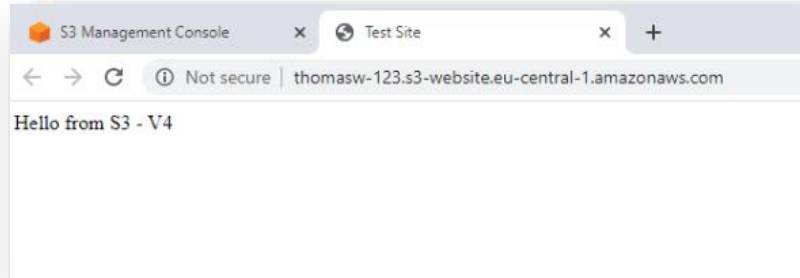 S3 Management Console
Test Site
Not secure | thomasw-123.s3-website.eu-central-1.amazonaws.com
Hello from S3 - V4